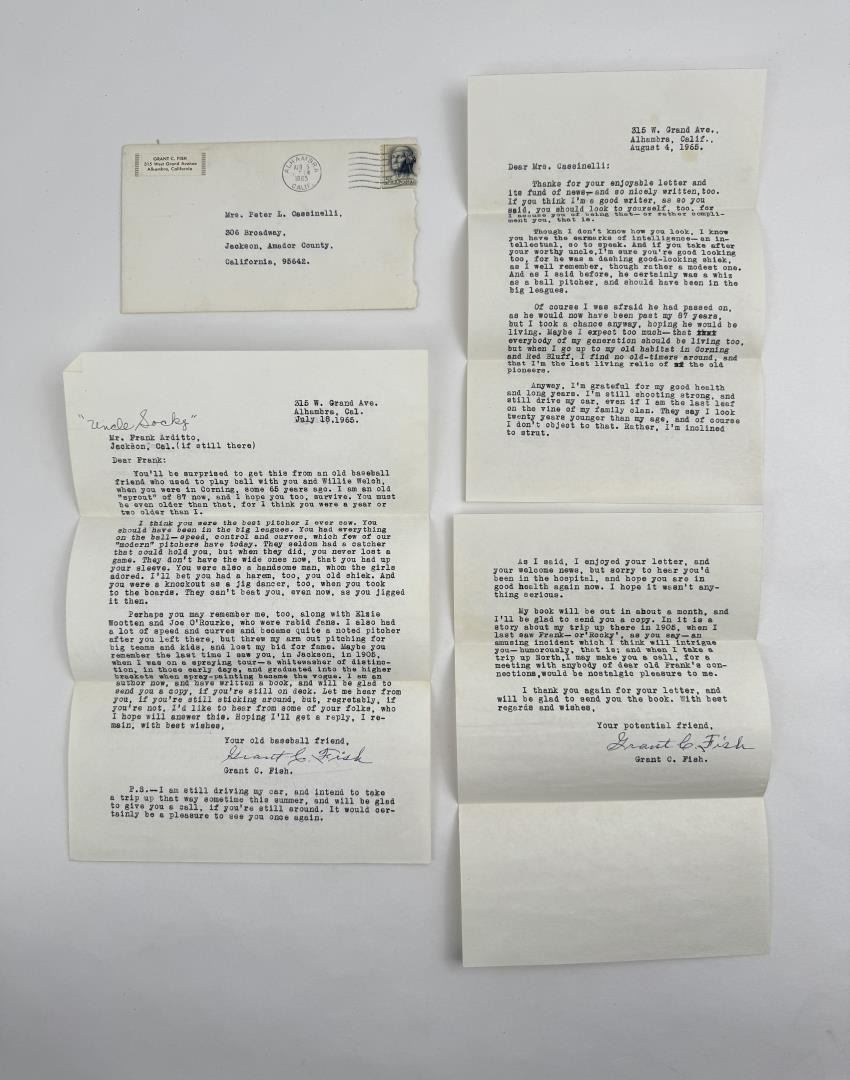 GRANT C. FISH
315 West Grand Avenue
Alhambra, California
ALHAMBRA
1965
CALIF.
Mrs. Peter L. Cassinelli,
306 Broadway,
Jackson, Amador County,
California, 95642.
315 W. Grand Ave.
Alhambra, Cal.
July 18, 1965.
"Uncle Socky"
Mr. Frank Arditto,
Jackson, Cal.(if still there)
Dear Frank:
You'll be surprised to get this from an old baseball
friend who used to play ball with you and Willie Welch,
when you were in Corning, some 65 years ago. I am an old
"sprout" of 87 now, and I hope you too, survive. You must
be even older than that, for I think you were a year or
two older than I.
I think you were the best pitcher I ever saw. You
should have been in the big leagues. You had everything
on the ball—speed, control and curves, which few of our
"modern" pitchers have today. They seldom had a catcher
that could hold you, but when they did, you never lost a
game. They don't have the wide ones now, that you had up
your sleeve. You were also a handsome man, whom the girls
adored. I'll bet you had a harem, too, you old shiek. And
you were a knockout as a jig dancer, too, when you took
to the boards. They can't beat you, even now, as you jigged
it then.
Perhaps you may remember me, too, along with Elzie
Wootten and Joe O'Rourke, who were rabid fans. I also had
a lot of speed and curves and became quite a noted pitcher
after you left there, but threw my arm out pitching for
big teams and kids, and lost my bid for fame. Maybe you
remember the last time I saw you, in Jackson, in 1905,
when I was on a spraying tour—a whitewasher of distinc-
tion, in those early days, and graduated into the higher
brackets when spray-painting became the vogue. I am an
author now, and have written a book, and will be glad to
send you a copy, if you're still on deck. Let me hear from
you, if you're still sticking around, but, regretably, if
you're not, I'd like to hear from some of your folks, who
I hope will answer this. Hoping I'll get a reply, I re-
main, with best wishes,
Your old baseball friend,
Grant C. Fish
Grant C. Fish.
P.S.—I am still driving my car, and intend to take
a trip up that way sometime this summer, and will be glad
to give you a call, if you're still around. It would cer-
tainly be a pleasure to see you once again.
315 W. Grand Ave.,
Alhambra, Calif.,
August 4, 1965.
Dear Mrs. Cassinelli:
Thanks for your enjoyable letter and
its fund of news—and so nicely written, too.
If you think I'm a good writer, as so you
said, you should look to yourself, too, for
I accuse you of being that—or rather compli-
ment you, that is.
Though I don't know how you look, I know
you have the earmarks of intelligence—an in-
tellectual, so to speak. And if you take after
your worthy uncle, I'm sure you're good looking
too, for he was a dashing good-looking shiek,
as I well remember, though rather a modest one.
And as I said before, he certainly was a whiz
as a ball pitcher, and should have been in the
big leagues.
Of course I was afraid he had passed on,
as he would now have been past my 87 years,
but I took a chance anyway, hoping he would be
living. Maybe I expect too much—that
everybody of my generation should be living too,
but when I go up to my old habitat in Corning
and Red Bluff, I find no old-timers around, and
that I'm the last living relic of the old
pioneers.
Anyway, I'm grateful for my good health
and long years. I'm still shooting strong, and
still drive my car, even if I am the last leaf
on the vine of my family clan. They say I look
twenty years younger than my age, and of course
I don't object to that. Rather, I'm inclined
to strut.
As I said, I enjoyed your letter, and
your welcome news, but sorry to hear you'd
been in the hospital, and hope you are in
good health again now. I hope it wasn't any-
thing serious.
My book will be out in about a month, and
I'll be glad to send you a copy. In it is a
story about my trip up there in 1905, when I
last saw Frank—or'Rocky', as you say—an
amusing incident which I think will intrigue
you—humorously, that is; and when I take a
trip up North, I may make you a call, for a
meeting with anybody of dear old Frank's con-
nections, would be nostalgic pleasure to me.
I thank you again for your letter, and
will be glad to send you the book. With best
regards and wishes,
Your potential friend,
Grant C. Fish
Grant C. Fish.